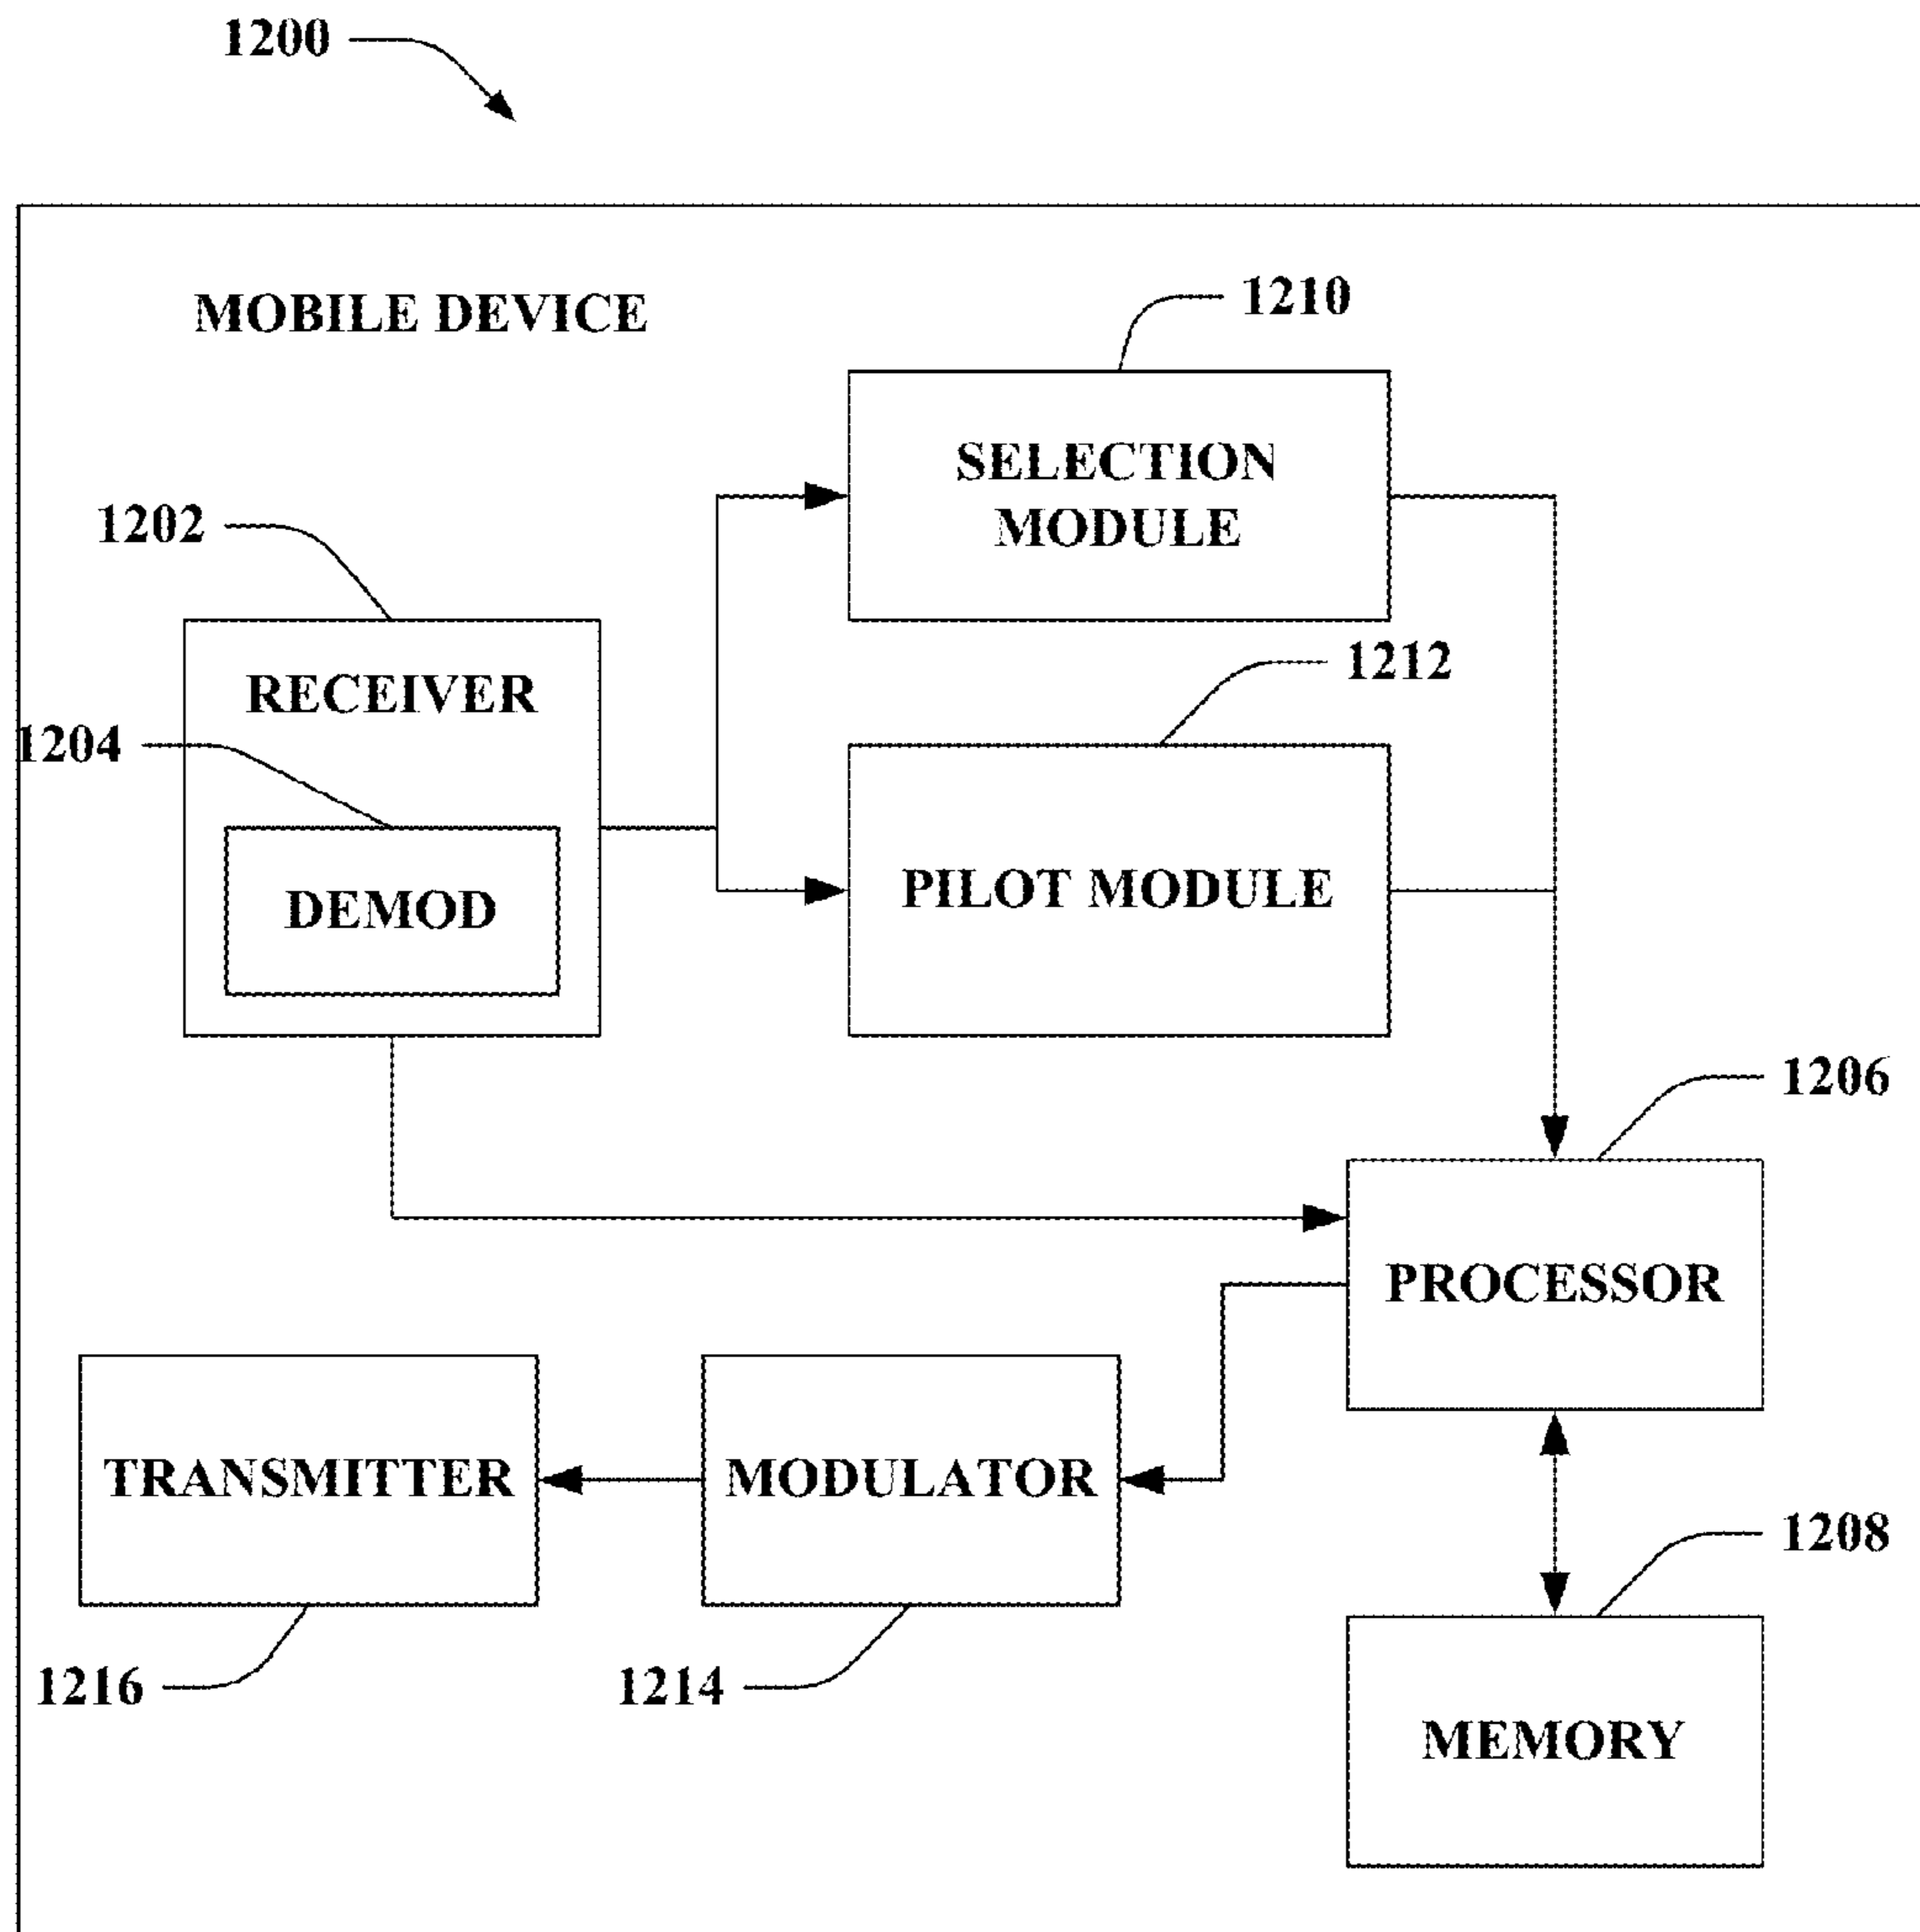 1200
MOBILE DEVICE
1210
SELECTION
MODULE
1202
RECEIVER
1212
1204
DEMOD
PILOT MODULE
1206
PROCESSOR
TRANSMITTER
MODULATOR
1208
1216
1214
MEMORY